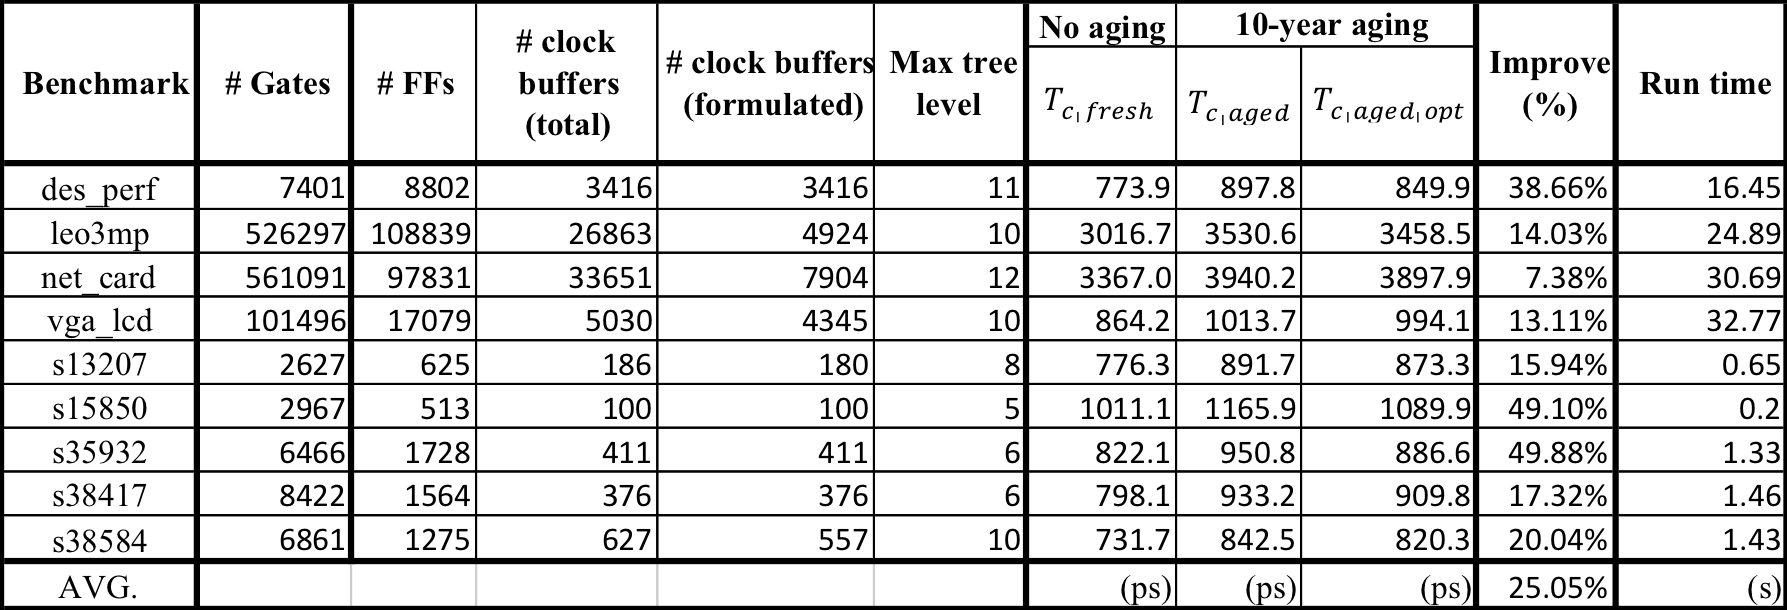 Benchmark # Gates # FFs # clock buffers (total) # clock buffers (formulated) Max tree level No aging 10-year aging Improve (%) Run time
T_{c,fresh} T_{c,aged} T_{c,aged,opt}
des_perf 7401 8802 3416 3416 11 773.9 897.8 849.9 38.66% 16.45
leo3mp 526297 108839 26863 4924 10 3016.7 3530.6 3458.5 14.03% 24.89
net_card 561091 97831 33651 7904 12 3367.0 3940.2 3897.9 7.38% 30.69
vga_lcd 101496 17079 5030 4345 10 864.2 1013.7 994.1 13.11% 32.77
s13207 2627 625 186 180 8 776.3 891.7 873.3 15.94% 0.65
s15850 2967 513 100 100 5 1011.1 1165.9 1089.9 49.10% 0.2
s35932 6466 1728 411 411 6 822.1 950.8 886.6 49.88% 1.33
s38417 8422 1564 376 376 6 798.1 933.2 909.8 17.32% 1.46
s38584 6861 1275 627 557 10 731.7 842.5 820.3 20.04% 1.43
AVG. (ps) (ps) (ps) 25.05% (s)